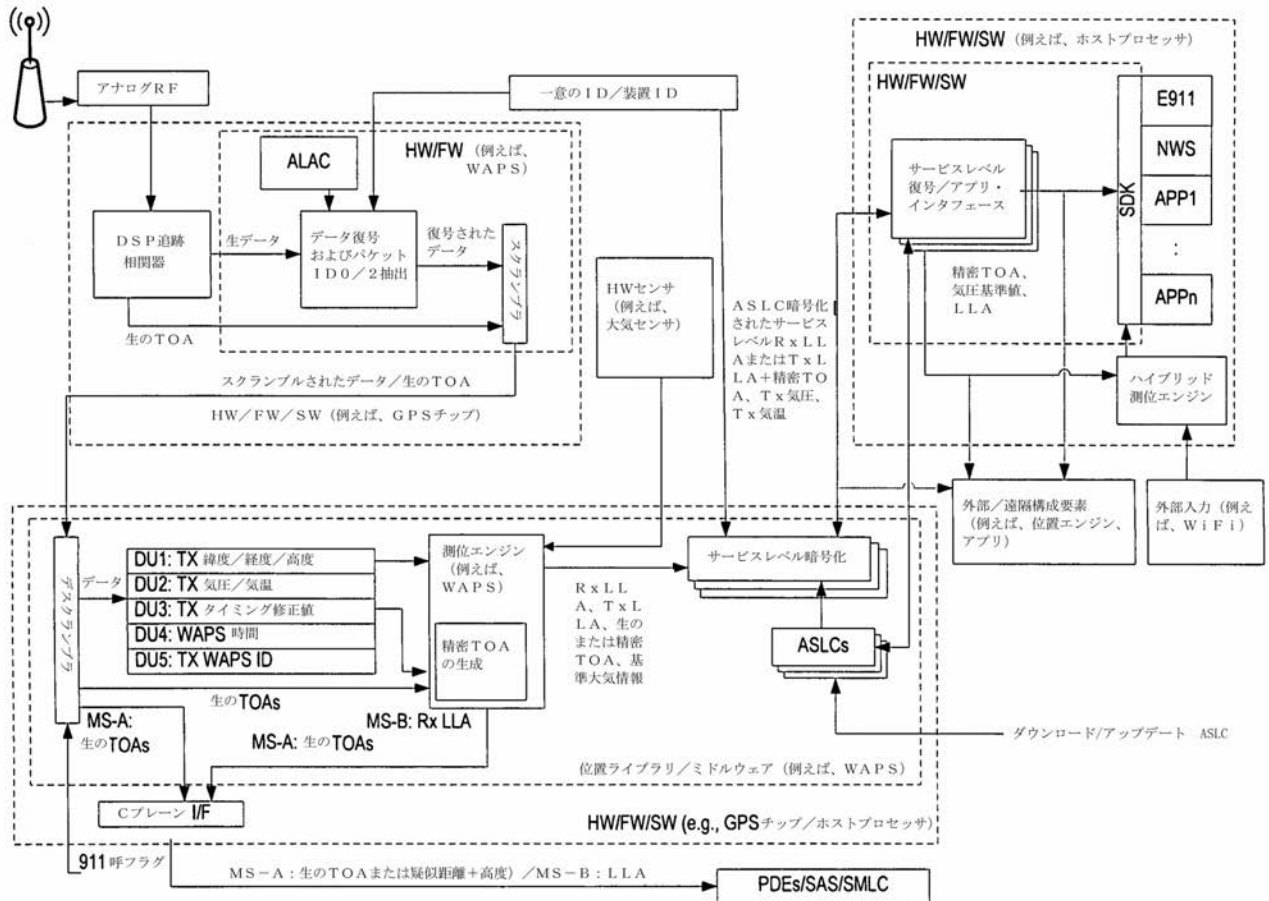 HW/FW/SW (例えば、ホストプロセッサ)
アナログRF
一意のID/装置ID
HW/FW/SW
E911
NWS
APP1
:
APPn
SDK
サービスレベル
復号/アプリ・
インタフェース
精密TOA、
気圧基準値、
LLA
ハイブリッド
測位エンジン
HW/FW (例えば、
WAPS)
ALAC
DSP追跡
相関器
生データ
データ復号
およびパケット
ID0/2抽出
復号された
データ
スクランブラ
生のTOA
スクランブルされたデータ/生のTOA
HW/FW/SW (例えば、GPSチップ)
HWセンサ
(例えば、
大気センサ)
ASLC暗号化
されたサービス
レベルRxLL
AまたはTxL
LA+精密TO
A、Tx気圧、
Tx気温
外部/遠隔構成要素
(例えば、位置エンジン、
アプリ)
外部入力 (例え
ば、WiFi)
デスクランブラ
データ
DU1: TX 緯度/経度/高度
DU2: TX 気圧/気温
DU3: TX タイミング修正値
DU4: WAPS 時間
DU5: TX WAPS ID
測位エンジン
(例えば、
WAPS)
精密TOA
の生成
サービスレベル暗号化
RxLL
A、TxL
LA、生の
または精密
TOA、基
準大気情報
ASLCs
生のTOAs
MS-A:
生のTOAs
MS-B: Rx LLA
MS-A: 生のTOAs
ダウンロード/アップデート ASLC
位置ライブラリ/ミドルウェア (例えば、WAPS)
Cプレーン I/F
HW/FW/SW (e.g., GPSチップ/ホストプロセッサ)
911 呼フラグ
MS-A:生のTOAまたは疑似距離+高度) /MS-B:LLA
PDEs/SAS/SMLC